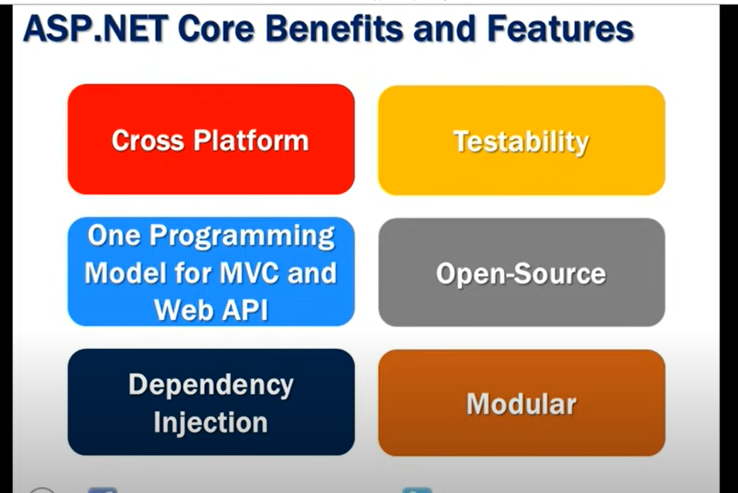 ASP.NET Core Benefits and Features
Cross Platform
Testability
One Programming
Model for MVC and
Web API
Open-Source
Dependency
Injection
Modular